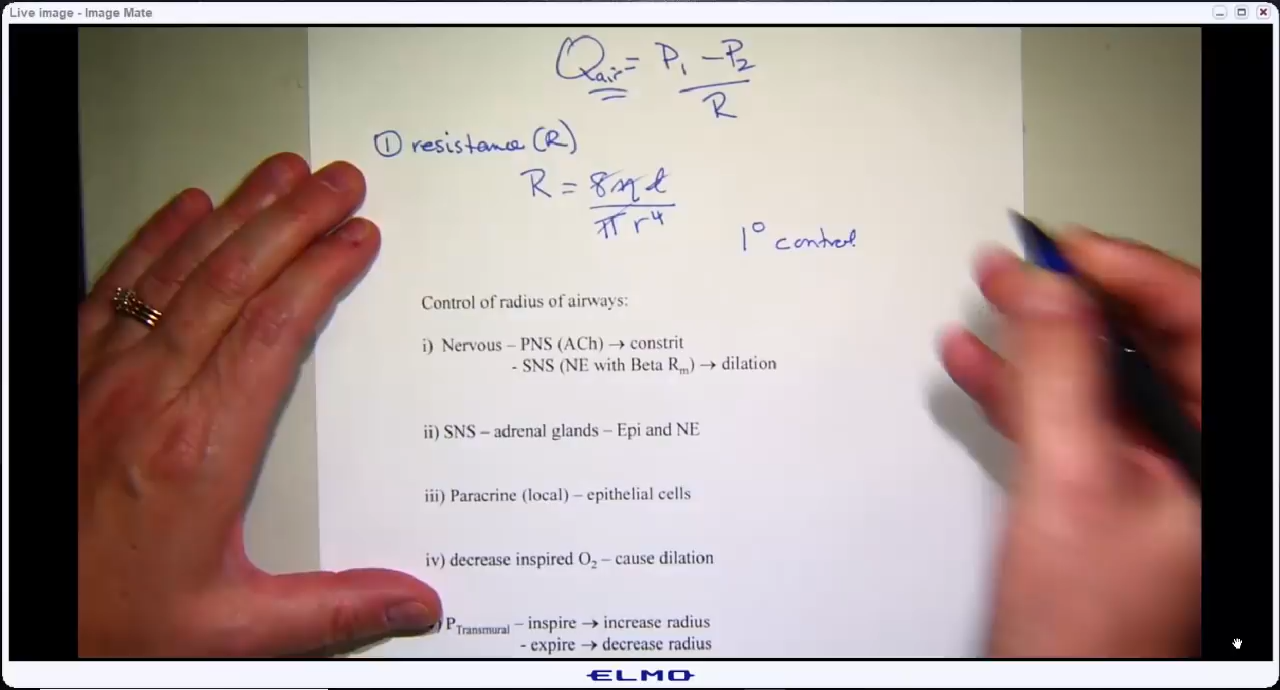 Live image - Image Mate
Qair = P1 - P2
R
① resistance (R)
R = 8ηl
πr⁴
1° control
Control of radius of airways:
i) Nervous – PNS (ACh) → constrit
- SNS (NE with Beta Rm) → dilation
ii) SNS – adrenal glands – Epi and NE
iii) Paracrine (local) – epithelial cells
iv) decrease inspired O₂ – cause dilation
) PTransmural – inspire → increase radius
- expire → decrease radius
ELMO